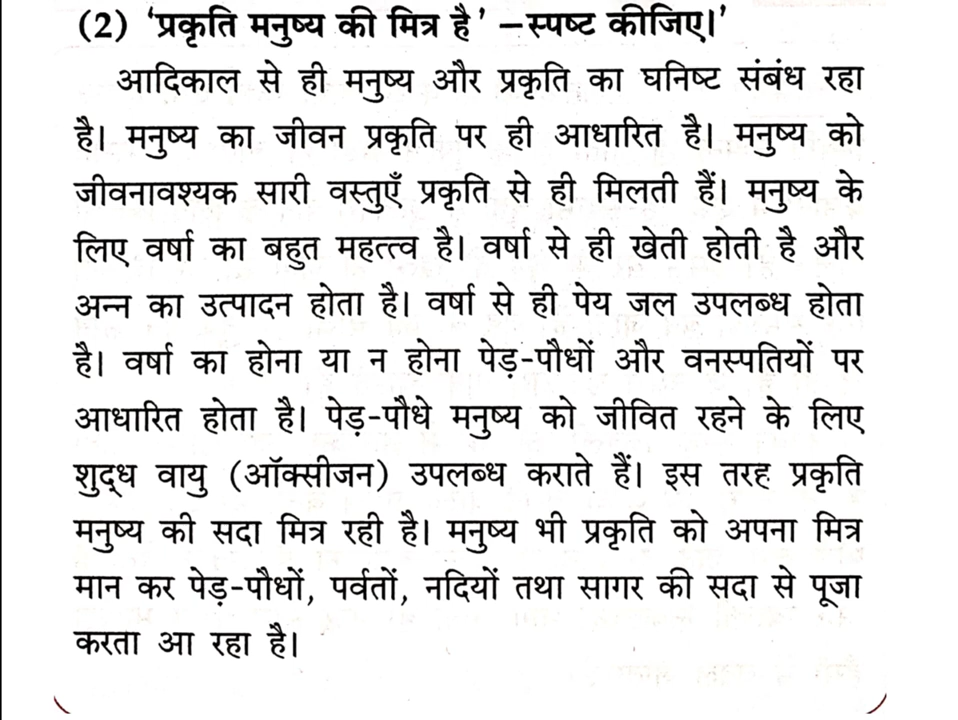 (2) 'प्रकृति मनुष्य की मित्र है' –स्पष्ट कीजिए।'
आदिकाल से ही मनुष्य और प्रकृति का घनिष्ट संबंध रहा
है। मनुष्य का जीवन प्रकृति पर ही आधारित है। मनुष्य को
जीवनावश्यक सारी वस्तुएँ प्रकृति से ही मिलती हैं। मनुष्य के
लिए वर्षा का बहुत महत्त्व है। वर्षा से ही खेती होती है और
अन्न का उत्पादन होता है। वर्षा से ही पेय जल उपलब्ध होता
है। वर्षा का होना या न होना पेड़-पौधों और वनस्पतियों पर
आधारित होता है। पेड़-पौधे मनुष्य को जीवित रहने के लिए
शुद्ध वायु (ऑक्सीजन) उपलब्ध कराते हैं। इस तरह प्रकृति
मनुष्य की सदा मित्र रही है। मनुष्य भी प्रकृति को अपना मित्र
मान कर पेड़-पौधों, पर्वतों, नदियों तथा सागर की सदा से पूजा
करता आ रहा है।